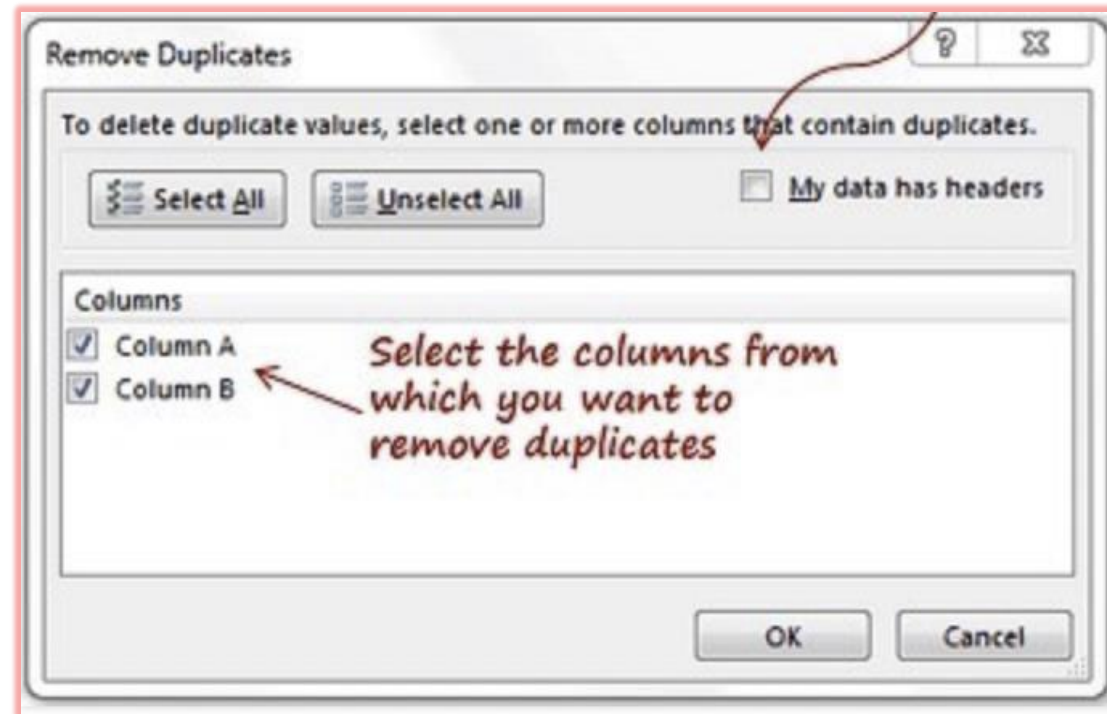 Remove Duplicates
To delete duplicate values, select one or more columns that contain duplicates.
Select All
Unselect All
My data has headers
Columns
Column A
Column B
Select the columns from
which you want to
remove duplicates
OK
Cancel